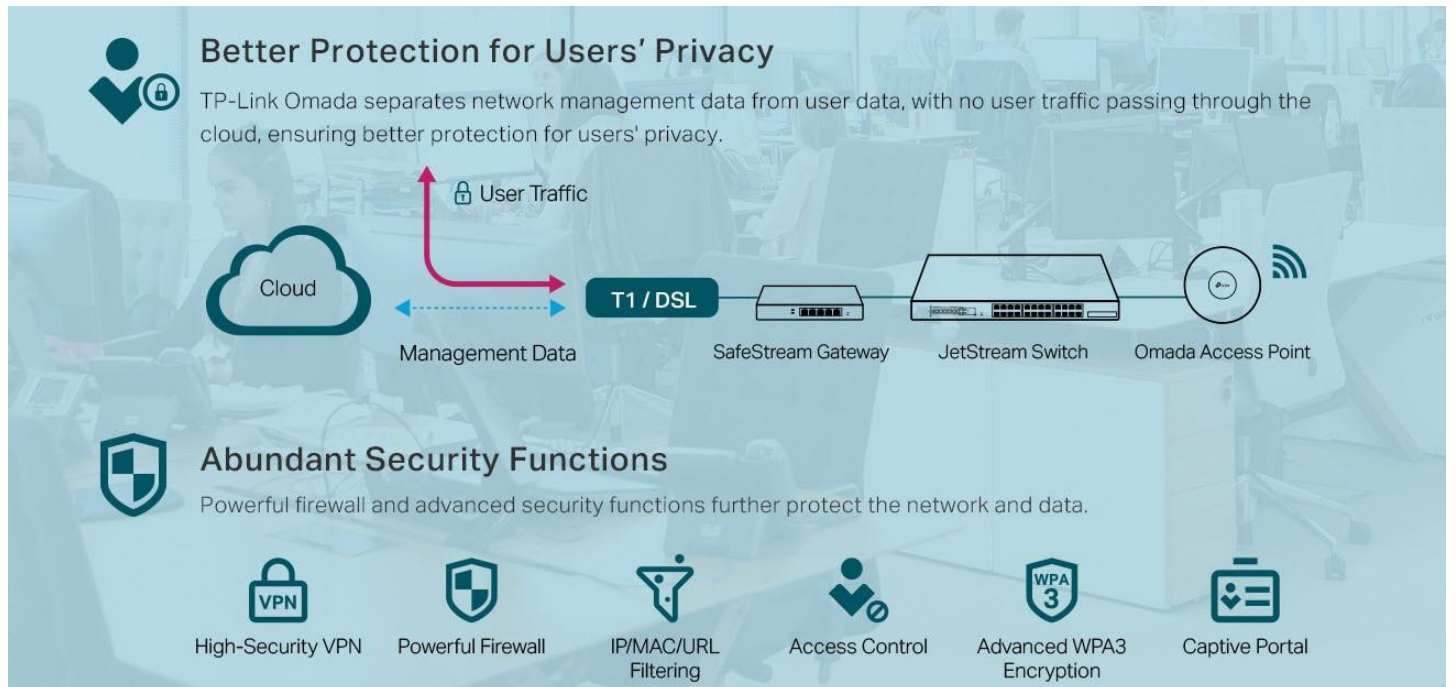 Better Protection for Users' Privacy
TP-Link Omada separates network management data from user data, with no user traffic passing through the
cloud, ensuring better protection for users' privacy.
User Traffic
Cloud
T1 / DSL
Management Data
SafeStream Gateway
JetStream Switch
Omada Access Point
Abundant Security Functions
Powerful firewall and advanced security functions further protect the network and data.
VPN
WPA
3
High-Security VPN
Powerful Firewall
IP/MAC/URL
Filtering
Access Control
Advanced WPA3
Encryption
Captive Portal